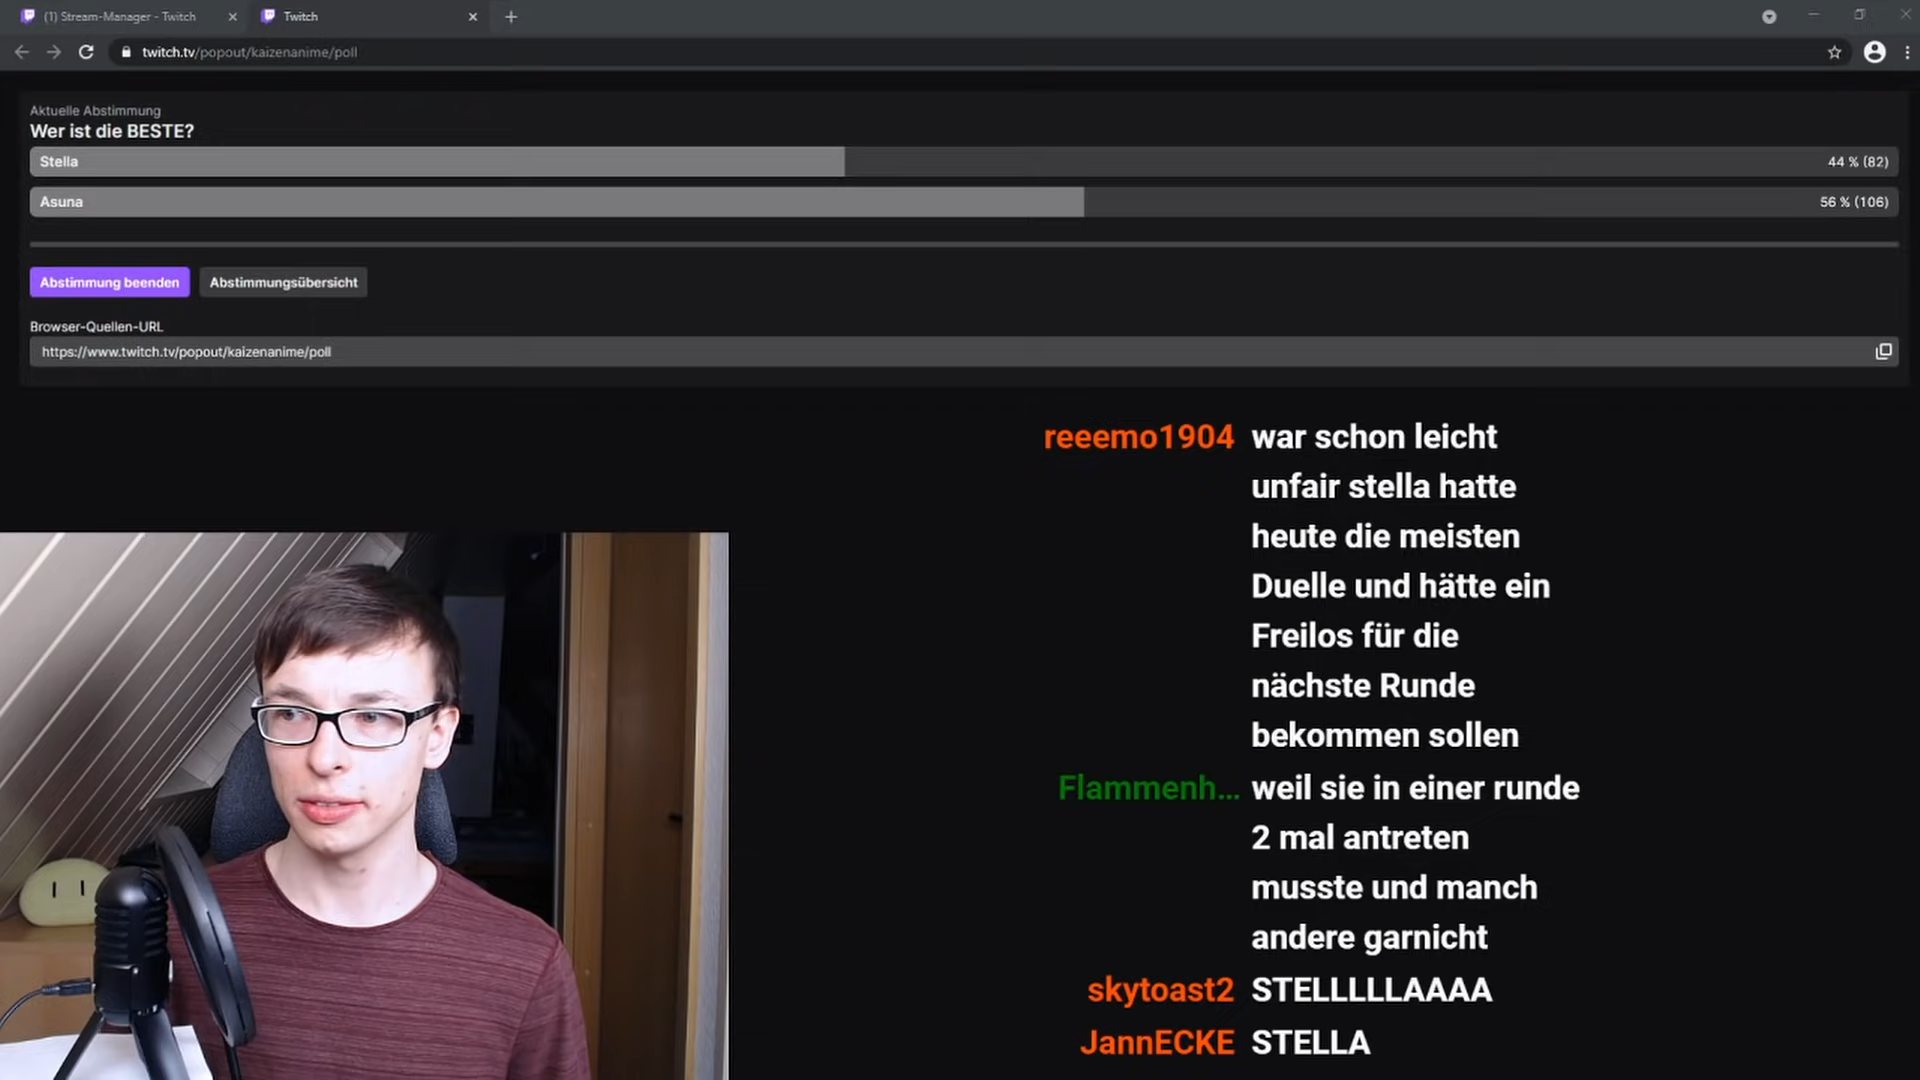 (1) Stream-Manager - Twitch
Twitch
twitch.tv/popout/kaizenanime/poll
Aktuelle Abstimmung
Wer ist die BESTE?
Stella 44 % (82)
Asuna 56 % (106)
Abstimmung beenden Abstimmungsübersicht
Browser-Quellen-URL
https://www.twitch.tv/popout/kaizenanime/poll
reeemo1904 war schon leicht
unfair stella hatte
heute die meisten
Duelle und hätte ein
Freilos für die
nächste Runde
bekommen sollen
Flammenh... weil sie in einer runde
2 mal antreten
musste und manch
andere garnicht
skytoast2 STELLLLLAAAA
JannECKE STELLA